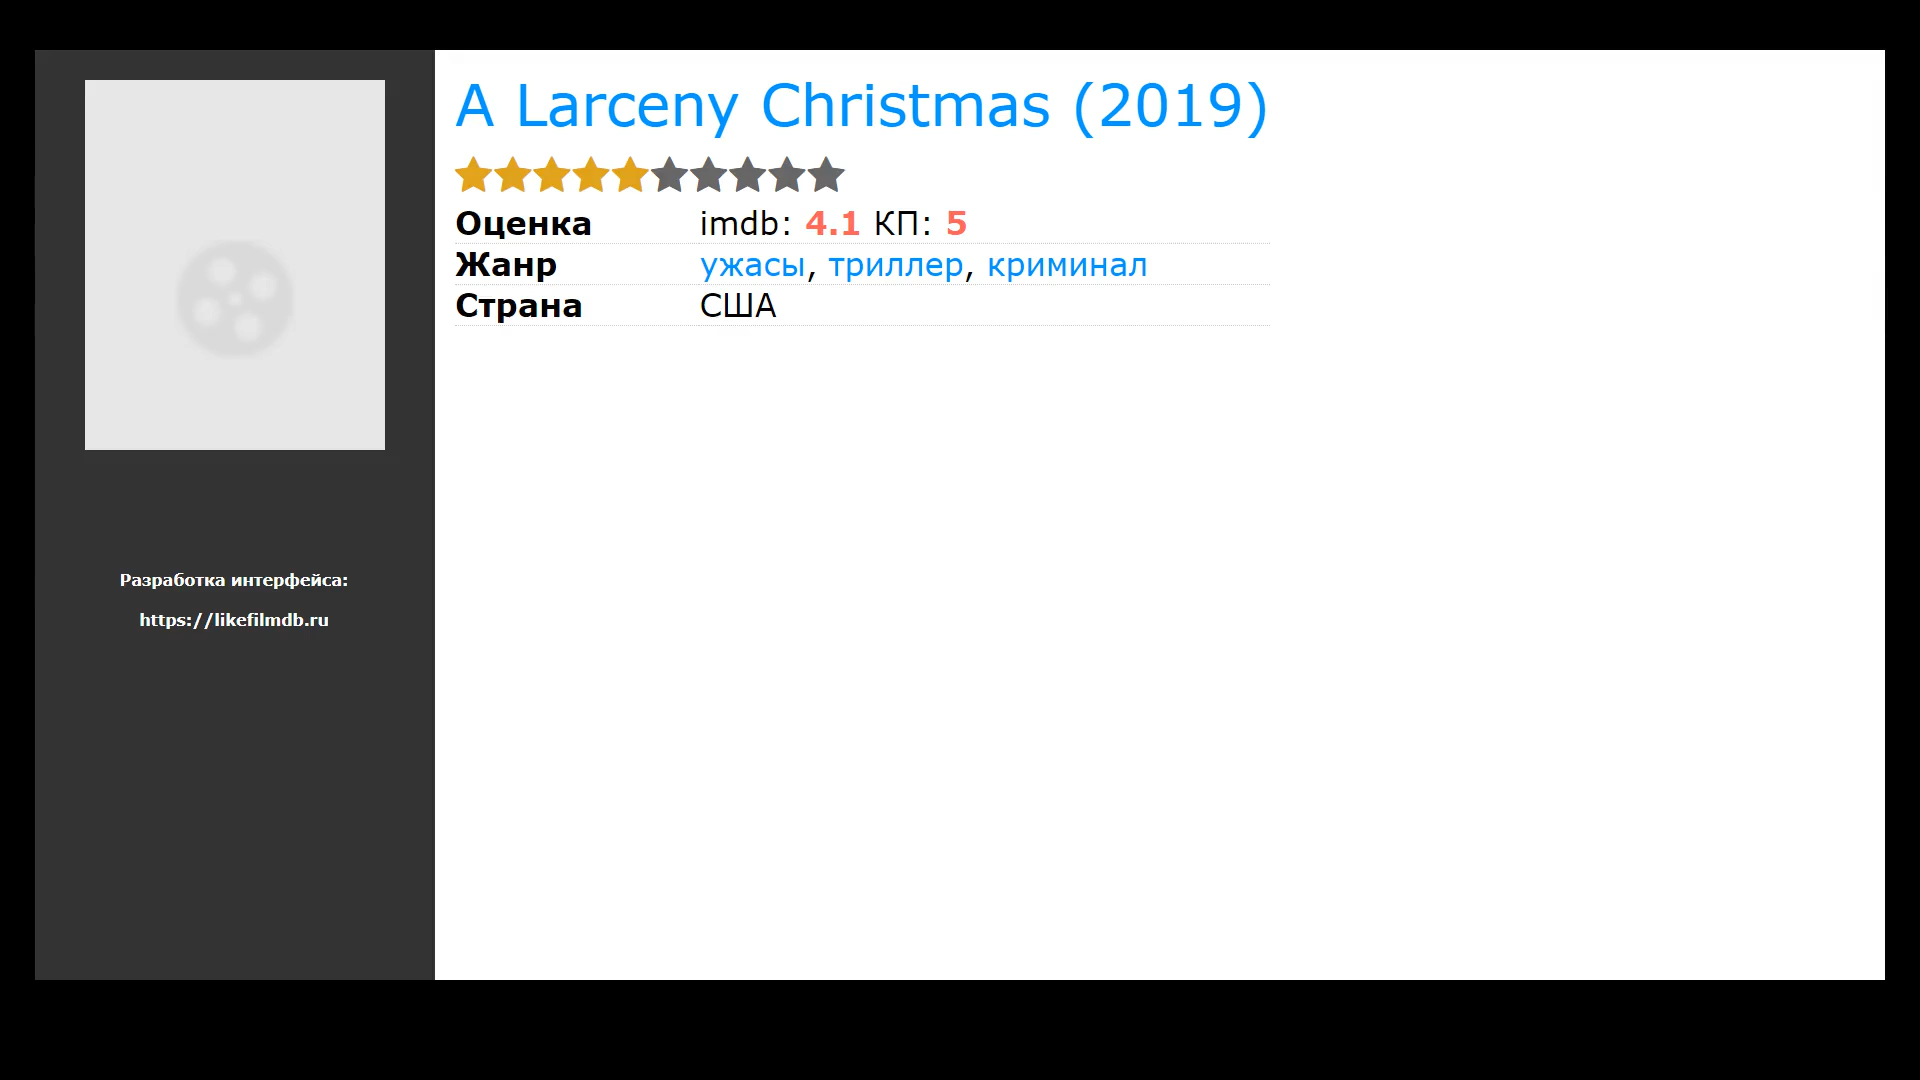 A Larceny Christmas (2019)
Оценка imdb: 4.1 КП: 5
Жанр ужасы, триллер, криминал
Страна США
Разработка интерфейса:
https://likefilmdb.ru